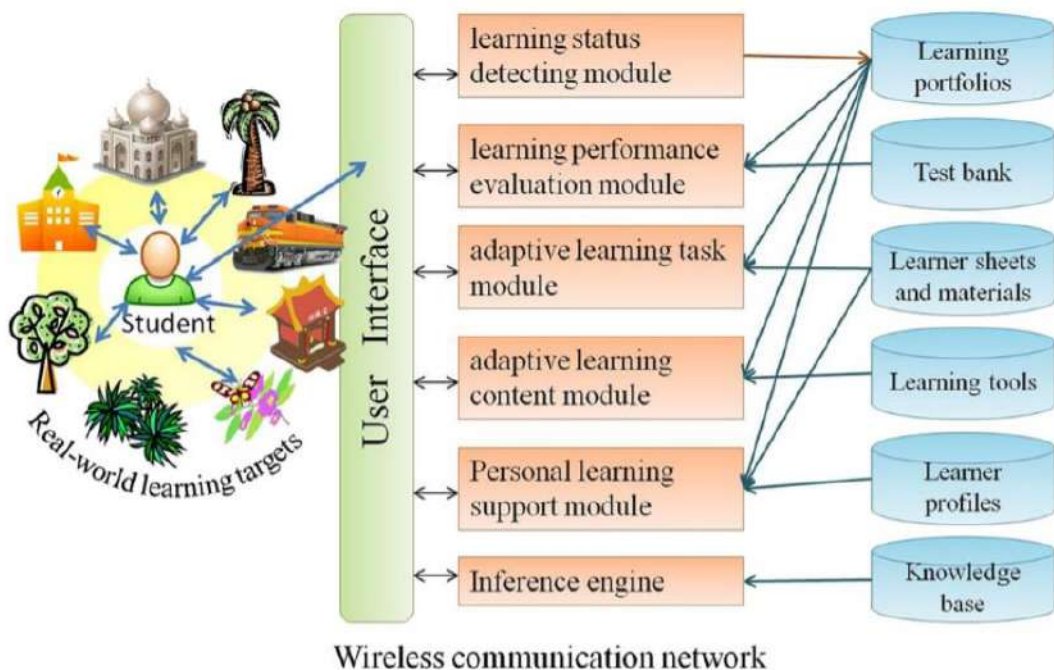 Student
Real-world learning targets
User Interface
learning status
detecting module
learning performance
evaluation module
adaptive learning task
module
adaptive learning
content module
Personal learning
support module
Inference engine
Learning
portfolios
Test bank
Learner sheets
and materials
Learning tools
Learner
profiles
Knowledge
base
Wireless communication network